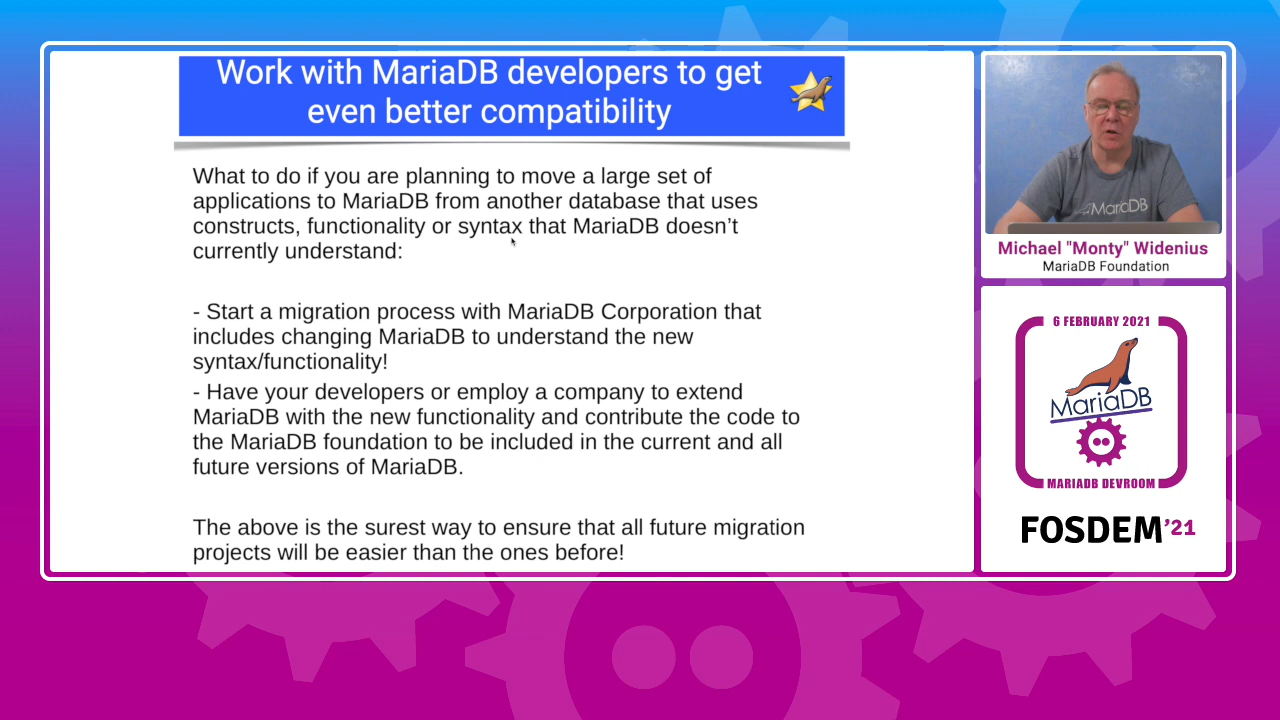 Work with MariaDB developers to get
even better compatibility
What to do if you are planning to move a large set of
applications to MariaDB from another database that uses
constructs, functionality or syntax that MariaDB doesn't
currently understand:
- Start a migration process with MariaDB Corporation that
includes changing MariaDB to understand the new
syntax/functionality!
- Have your developers or employ a company to extend
MariaDB with the new functionality and contribute the code to
the MariaDB foundation to be included in the current and all
future versions of MariaDB.
The above is the surest way to ensure that all future migration
projects will be easier than the ones before!
MariaDB
Michael "Monty" Widenius
MariaDB Foundation
6 FEBRUARY 2021
MariaDB
MARIADB DEVROOM
FOSDEM'21